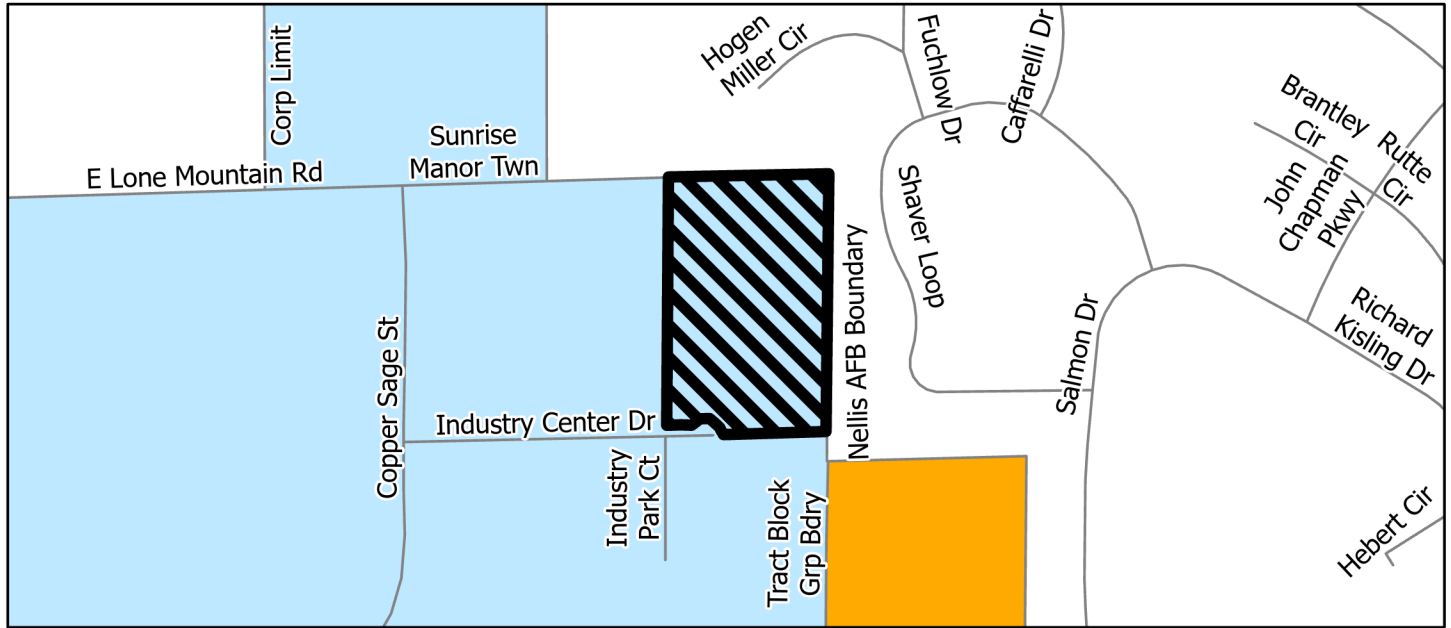 Corp Limit
Hogen
Miller Cir
Fuchlow Dr
Caffarelli Dr
Brantley
Cir
Rutte
Cir
John
Chapman
Pkwy
Sunrise
Manor Twn
E Lone Mountain Rd
Shaver Loop
Nellis AFB Boundary
Salmon Dr
Richard
Kisling Dr
Copper Sage St
Industry Center Dr
Industry
Park Ct
Tract Block
Grp Bdry
Hebert Cir